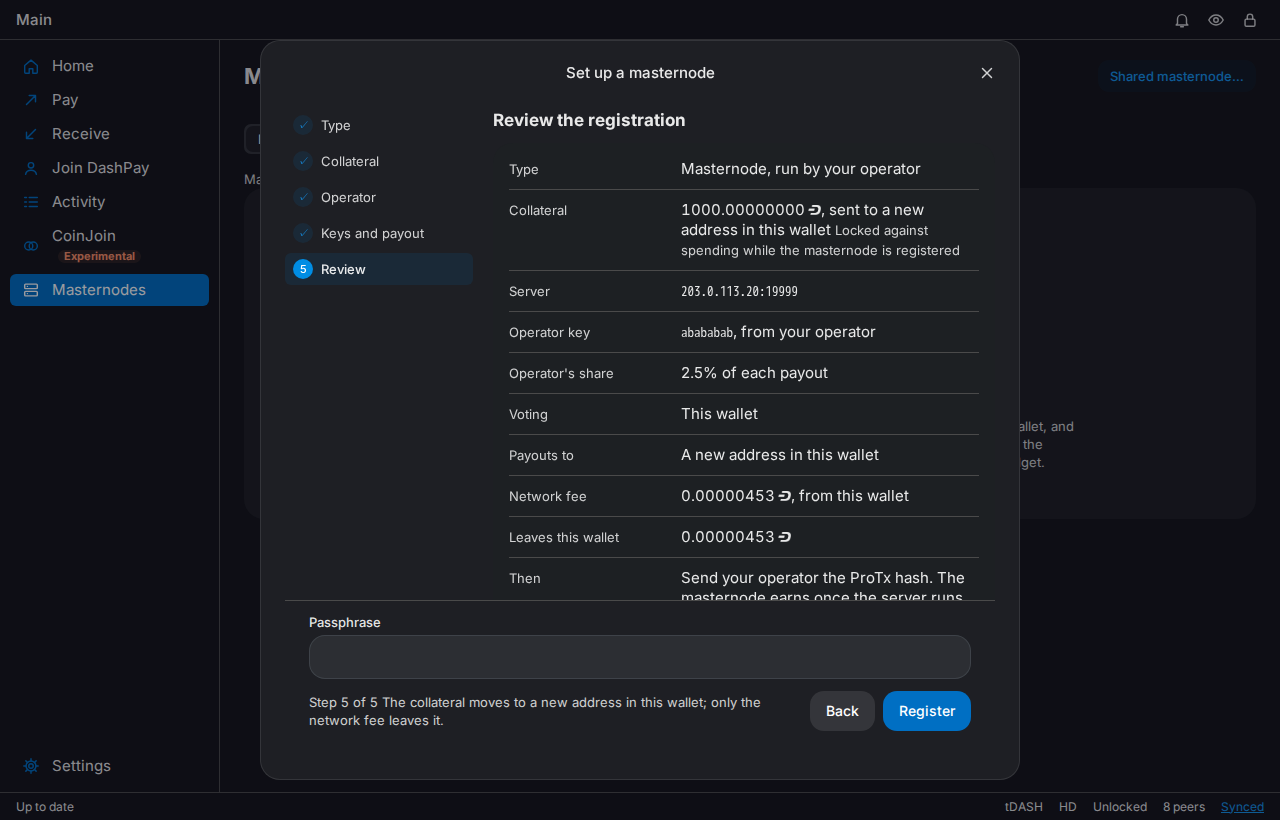 Main
Home
Pay
Receive
Join DashPay
Activity
CoinJoin
Experimental
Masternodes
Settings
Shared masternode...
Set up a masternode
Type
Collateral
Operator
Keys and payout
5 Review
Review the registration
Type Masternode, run by your operator
Collateral 1000.00000000, sent to a new
address in this wallet Locked against
spending while the masternode is registered
Server 203.0.113.20:19999
Operator key abababab, from your operator
Operator's share 2.5% of each payout
Voting This wallet
Payouts to A new address in this wallet
Network fee 0.00000453, from this wallet
Leaves this wallet 0.00000453
Then Send your operator the ProTx hash. The
masternode earns once the server runs
Passphrase
Step 5 of 5 The collateral moves to a new address in this wallet; only the
network fee leaves it.
Back Register
and
the
Up to date
tDASH HD Unlocked 8 peers Synced